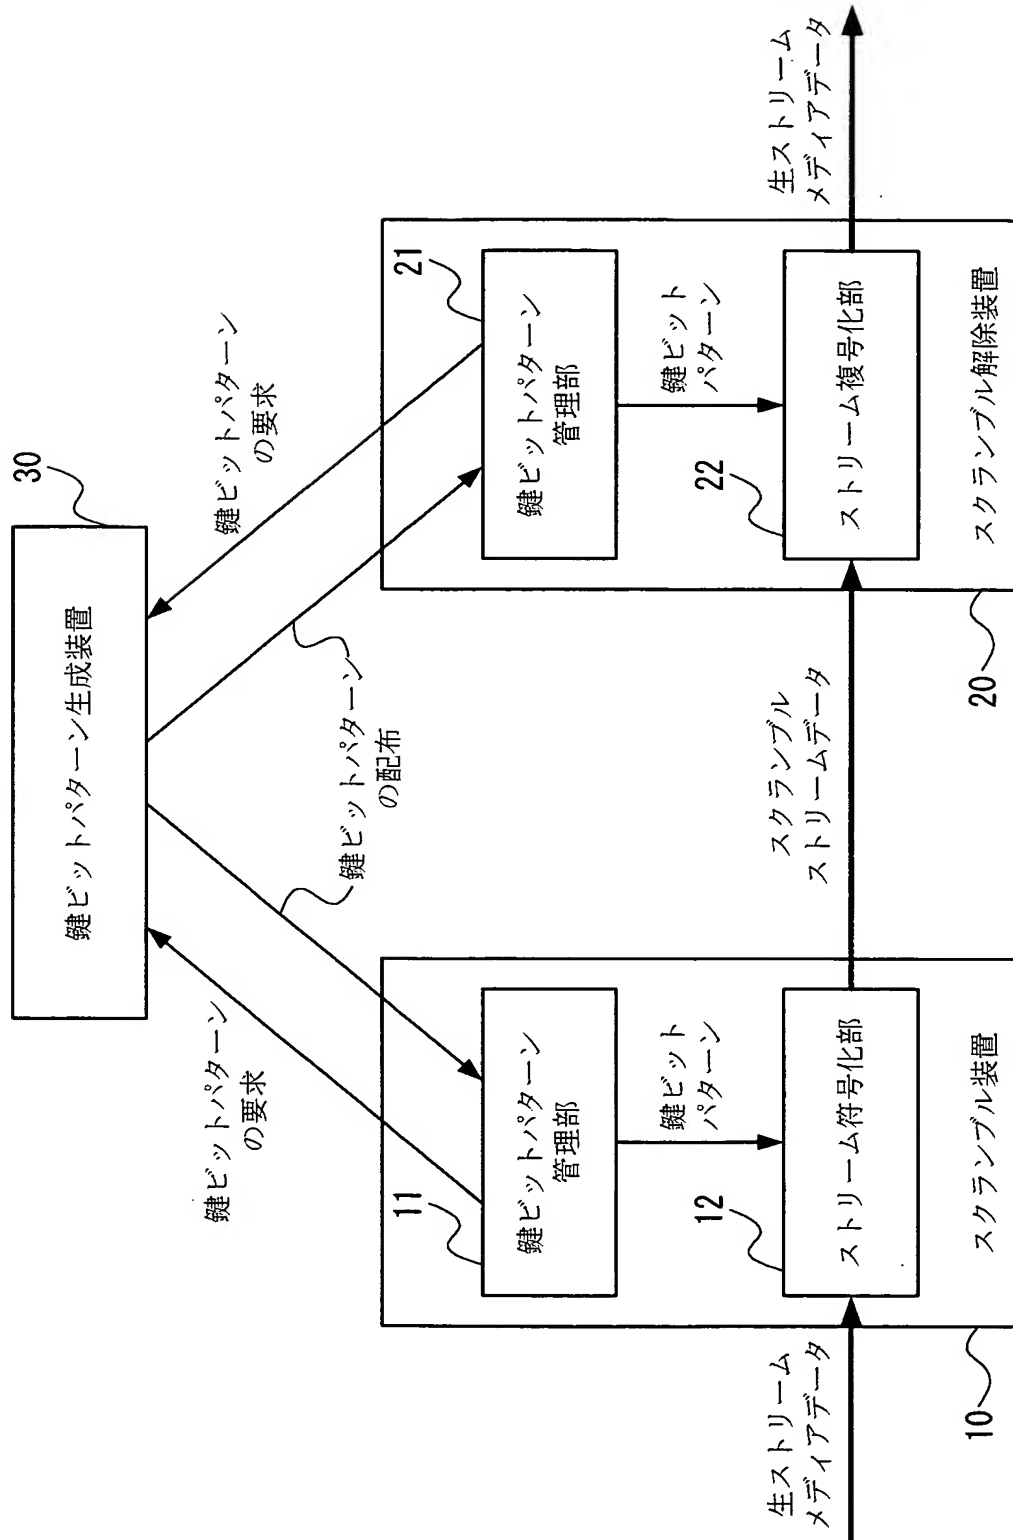 30
鍵ビットパターン生成装置
鍵ビットパターン
の要求
鍵ビットパターン
の配布
鍵ビットパターン
の要求
11
鍵ビットパターン
管理部
鍵ビット
パターン
12
ストリーム符号化部
スクランブル装置
10
生ストリーム
メディアデータ
スクランブル
ストリームデータ
21
鍵ビットパターン
管理部
鍵ビット
パターン
22
ストリーム複号化部
スクランブル解除装置
20
生ストリーム
メディアデータ